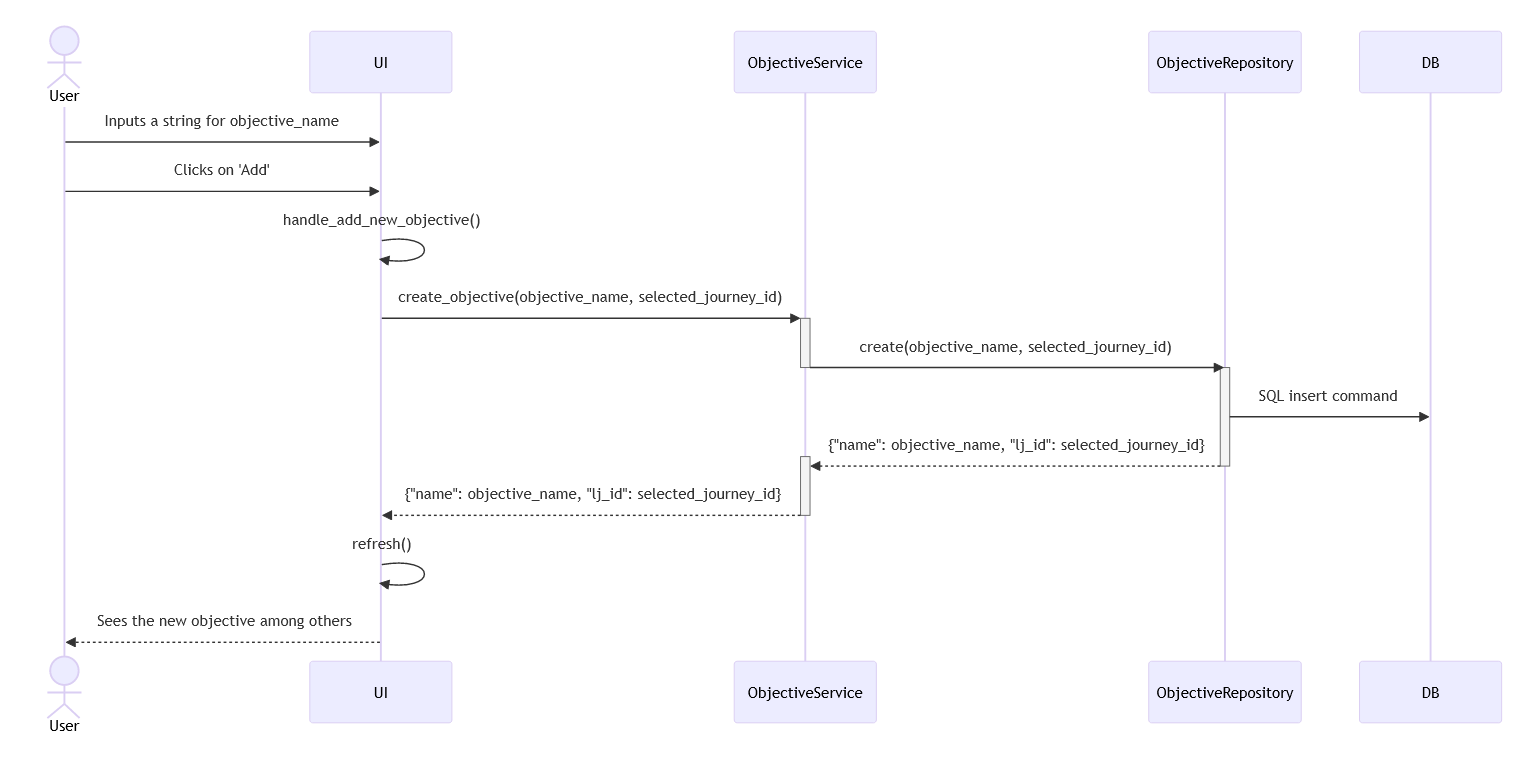 User
UI
ObjectiveService
ObjectiveRepository
DB
Inputs a string for objective_name
Clicks on 'Add'
handle_add_new_objective()
create_objective(objective_name, selected_journey_id)
create(objective_name, selected_journey_id)
SQL insert command
{"name": objective_name, "lj_id": selected_journey_id}
{"name": objective_name, "lj_id": selected_journey_id}
refresh()
Sees the new objective among others
User
UI
ObjectiveService
ObjectiveRepository
DB